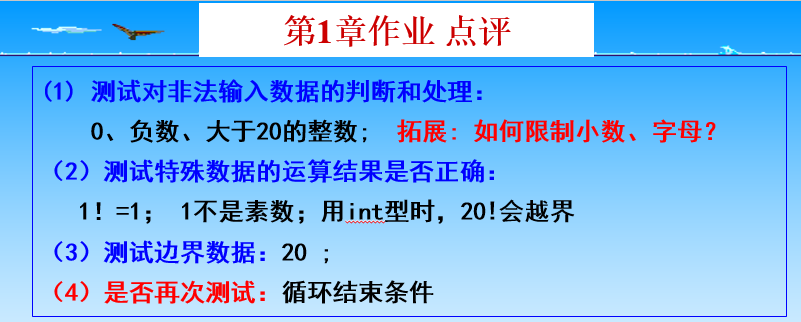 第1章作业 点评
(1) 测试对非法输入数据的判断和处理：
0、负数、大于20的整数； 拓展：如何限制小数、字母？
（2）测试特殊数据的运算结果是否正确：
1！=1； 1不是素数；用int型时，20!会越界
（3）测试边界数据：20 ；
（4）是否再次测试：循环结束条件